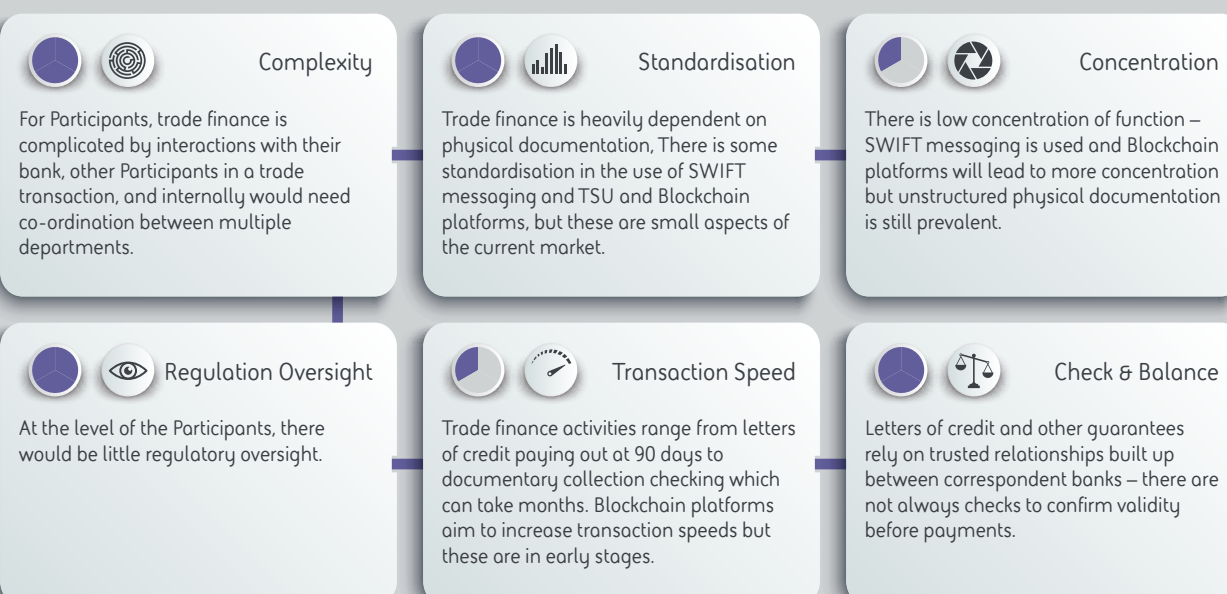 Complexity
For Participants, trade finance is
complicated by interactions with their
bank, other Participants in a trade
transaction, and internally would need
co-ordination between multiple
departments.
Standardisation
Trade finance is heavily dependent on
physical documentation, There is some
standardisation in the use of SWIFT
messaging and TSU and Blockchain
platforms, but these are small aspects of
the current market.
Concentration
There is low concentration of function –
SWIFT messaging is used and Blockchain
platforms will lead to more concentration
but unstructured physical documentation
is still prevalent.
Regulation Oversight
At the level of the Participants, there
would be little regulatory oversight.
Transaction Speed
Trade finance activities range from letters
of credit paying out at 90 days to
documentary collection checking which
can take months. Blockchain platforms
aim to increase transaction speeds but
these are in early stages.
Check & Balance
Letters of credit and other guarantees
rely on trusted relationships built up
between correspondent banks – there are
not always checks to confirm validity
before payments.